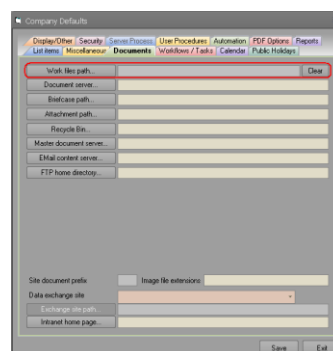 Company Defaults
Display/Other Security Server Process User Procedures Automation PDF Options Reports
List items Miscellaneous Documents Workflows / Tasks Calendar Public Holidays
Work files path... Clear
Document server...
Briefcase path...
Attachment path...
Recycle Bin...
Master document server...
EMail content server...
FTP home directory...
Site document prefix Image file extensions
Data exchange site
Exchange site path...
Intranet home page...
Save Exit